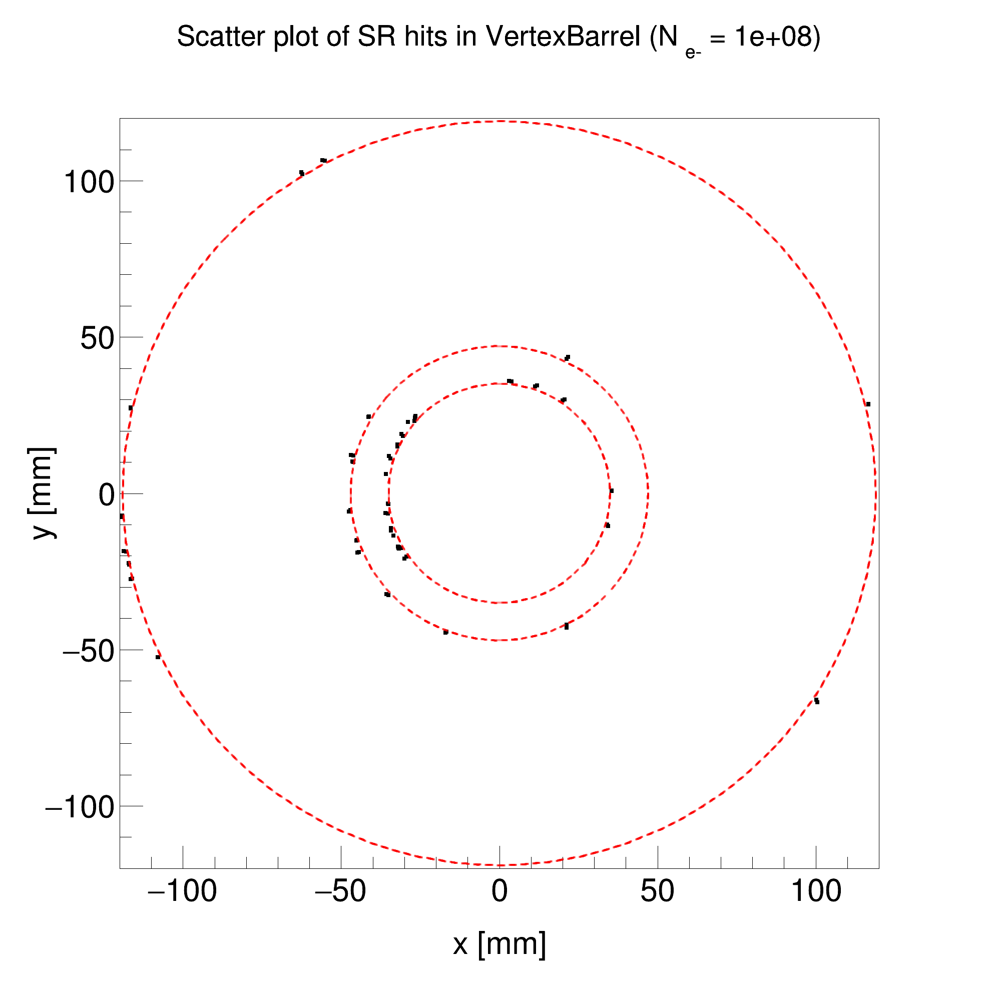 Scatter plot of SR hits in VertexBarrel (N e- = 1e+08)
100
50
0
−50
−100
y [mm]
−100 −50 0 50 100
x [mm]